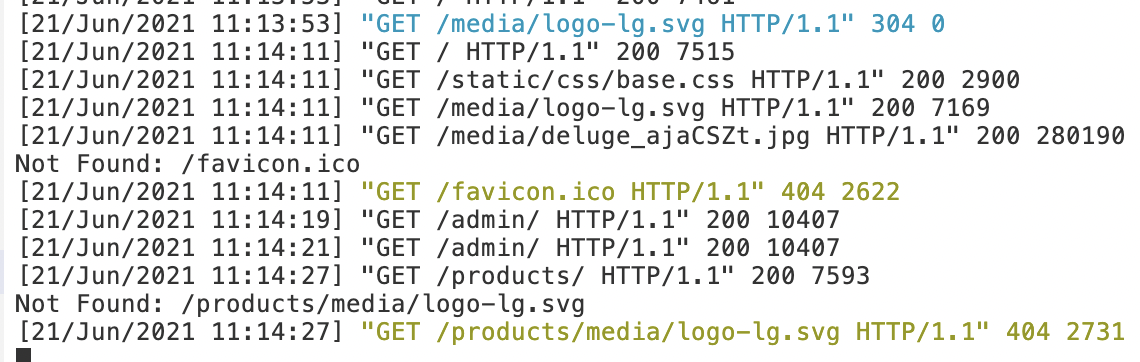 [21/Jun/2021 11:13:53] "GET /media/logo-lg.svg HTTP/1.1" 304 0
[21/Jun/2021 11:14:11] "GET / HTTP/1.1" 200 7515
[21/Jun/2021 11:14:11] "GET /static/css/base.css HTTP/1.1" 200 2900
[21/Jun/2021 11:14:11] "GET /media/logo-lg.svg HTTP/1.1" 200 7169
[21/Jun/2021 11:14:11] "GET /media/deluge_ajaCSZt.jpg HTTP/1.1" 200 280190
Not Found: /favicon.ico
[21/Jun/2021 11:14:11] "GET /favicon.ico HTTP/1.1" 404 2622
[21/Jun/2021 11:14:19] "GET /admin/ HTTP/1.1" 200 10407
[21/Jun/2021 11:14:21] "GET /admin/ HTTP/1.1" 200 10407
[21/Jun/2021 11:14:27] "GET /products/ HTTP/1.1" 200 7593
Not Found: /products/media/logo-lg.svg
[21/Jun/2021 11:14:27] "GET /products/media/logo-lg.svg HTTP/1.1" 404 2731